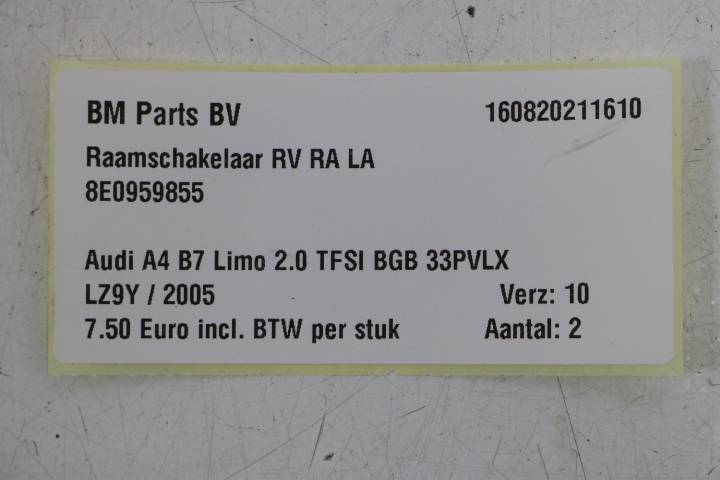 BM Parts BV 160820211610
Raamschakelaar RV RA LA
8E0959855
Audi A4 B7 Limo 2.0 TFSI BGB 33PVLX
LZ9Y / 2005 Verz: 10
7.50 Euro incl. BTW per stuk Aantal: 2